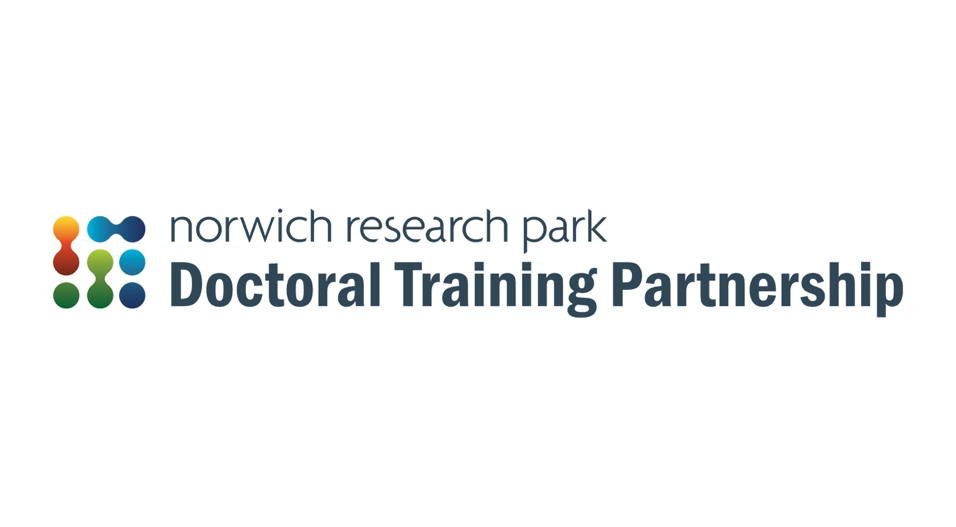 norwich research park
Doctoral Training Partnership